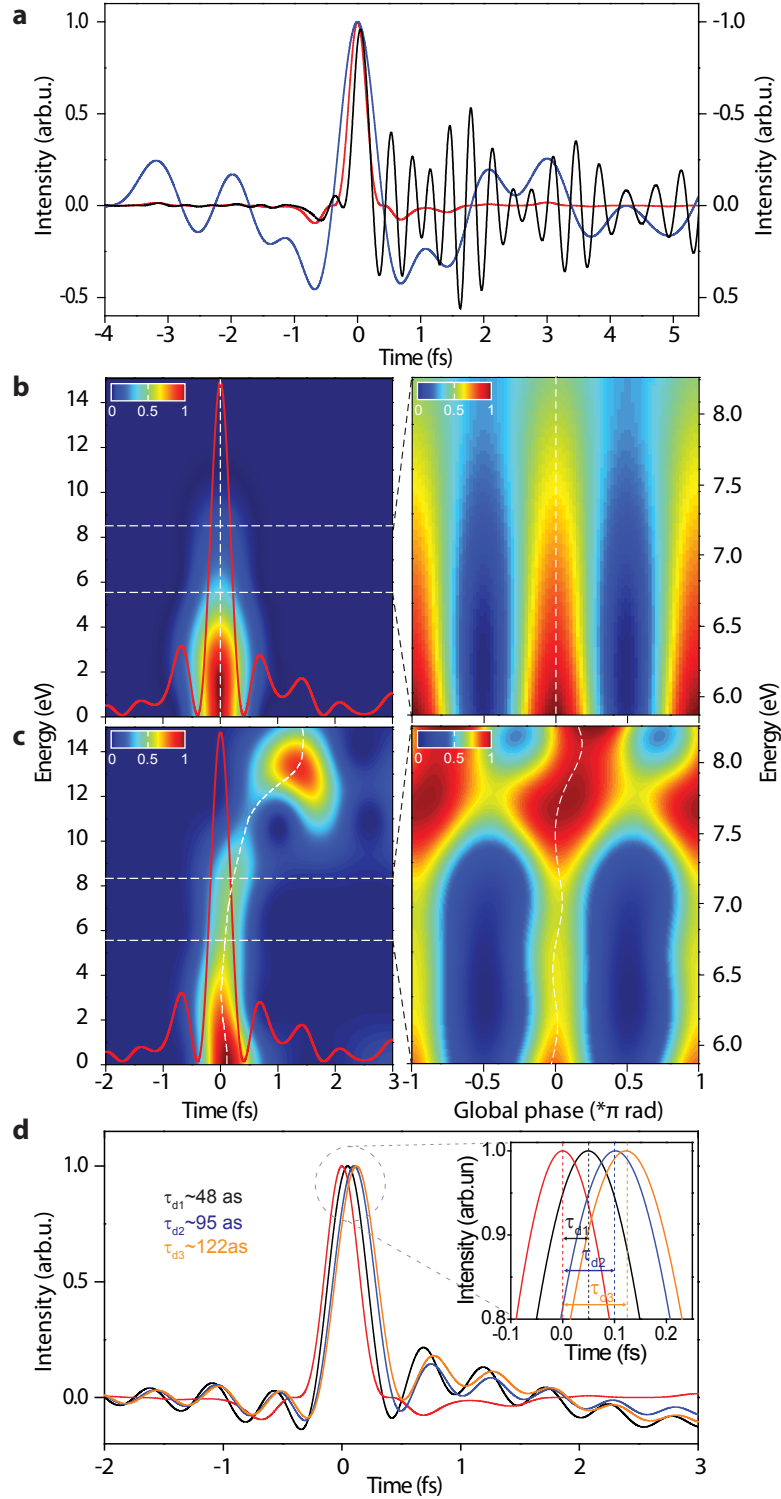 a
1.0
0.5
0.0
-0.5
Intensity (arb.u.)
-1.0
0.5
0.0
0.5
Intensity (arb.u.)
-4 -3 -2 -1 0 1 2 3 4 5
Time (fs)
b
0 0.5 1
14
12
10
8
6
4
2
0
0 0.5 1
8.0
7.5
7.0
6.5
6.0
Energy (eV)
Energy (eV)
c
0 0.5 1
14
12
10
8
6
4
2
0
0 0.5 1
8.0
7.5
7.0
6.5
6.0
-2 -1 0 1 2 3
Time (fs)
-1 -0.5 0 0.5 1
Global phase (*π rad)
d
1.0
0.5
0.0
Intensity (arb.u.)
τd1~48 as
τd2~95 as
τd3~122as
1.0
0.9
0.8
Intensity (arb.un)
τd1
τd2
τd3
-0.1 0.0 0.1 0.2
Time (fs)
-2 -1 0 1 2 3
Time (fs)